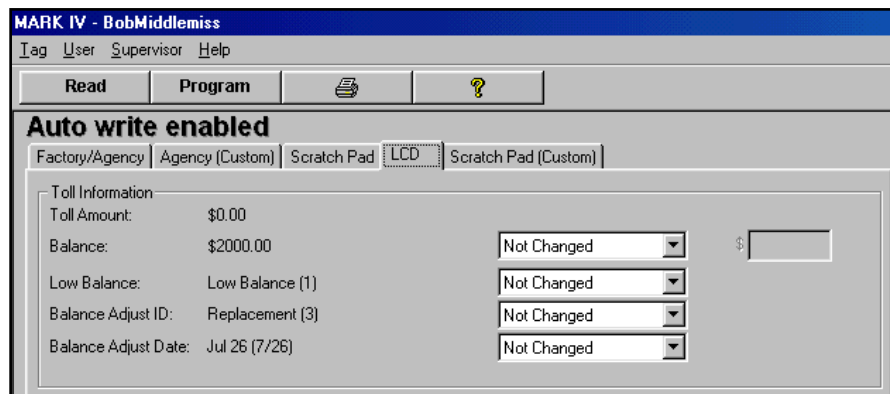 MARK IV - BobMiddlemiss
Tag User Supervisor Help
Read Program ?
Auto write enabled
Factory/Agency Agency (Custom) Scratch Pad LCD Scratch Pad (Custom)
Toll Information
Toll Amount: $0.00
Balance: $2000.00 Not Changed $
Low Balance: Low Balance (1) Not Changed
Balance Adjust ID: Replacement (3) Not Changed
Balance Adjust Date: Jul 26 (7/26) Not Changed